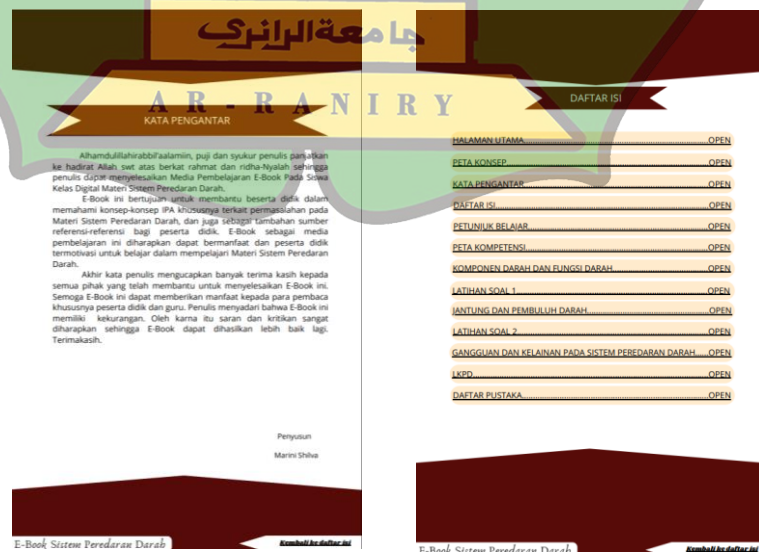 جامعةالرانري
AR-RANIRY
KATA PENGANTAR
Alhamdulillahirabbil'aalamiin, puji dan syukur penulis panjatkan
ke hadirat Allah swt atas berkat rahmat dan ridha-Nyalah sehingga
penulis dapat menyelesaikan Media Pembelajaran E-Book Pada Siswa
Kelas Digital Materi Sistem Peredaran Darah.
E-Book ini bertujuan untuk membantu beserta didik dalam
memahami konsep-konsep IPA khususnya terkait permasalahan pada
Materi Sistem Peredaran Darah, dan juga sebagai tambahan sumber
referensi-referensi bagi peserta didik. E-Book sebagai media
pembelajaran ini diharapkan dapat bermanfaat dan peserta didik
termotivasi untuk belajar dalam mempelajari Materi Sistem Peredaran
Darah.
Akhir kata penulis mengucapkan banyak terima kasih kepada
semua pihak yang telah membantu untuk menyelesaikan E-Book ini.
Semoga E-Book ini dapat memberikan manfaat kepada para pembaca
khususnya peserta didik dan guru. Penulis menyadari bahwa E-Book ini
memiliki kekurangan. Oleh karna itu saran dan kritikan sangat
diharapkan sehingga E-Book dapat dihasilkan lebih baik lagi.
Terimakasih.
Penyusun
Marini Shilva
E-Book Sistem Peredaran Darah
Kembali ke daftar isi
DAFTAR ISI
HALAMAN UTAMA....................OPEN
PETA KONSEP....................OPEN
KATA PENGANTAR....................OPEN
DAFTAR ISI....................OPEN
PETUNJUK BELAJAR....................OPEN
PETA KOMPETENSI....................OPEN
KOMPONEN DARAH DAN FUNGSI DARAH....................OPEN
LATIHAN SOAL 1....................OPEN
JANTUNG DAN PEMBULUH DARAH....................OPEN
LATIHAN SOAL 2....................OPEN
GANGGUAN DAN KELAINAN PADA SISTEM PEREDARAN DARAH......OPEN
LKPD....................OPEN
DAFTAR PUSTAKA....................OPEN
E-Book Sistem Peredaran Darah
Kembali ke daftar isi